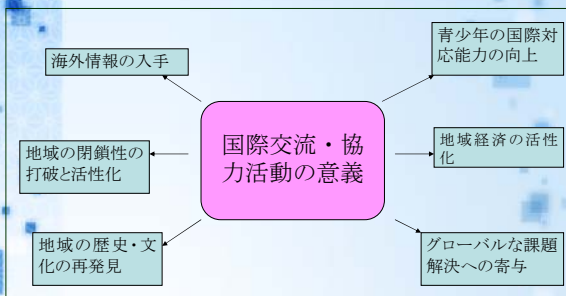 海外情報の入手
青少年の国際対
応能力の向上
国際交流・協
力活動の意義
地域の閉鎖性の
打破と活性化
地域経済の活性
化
地域の歴史・文
化の再発見
グローバルな課題
解決への寄与